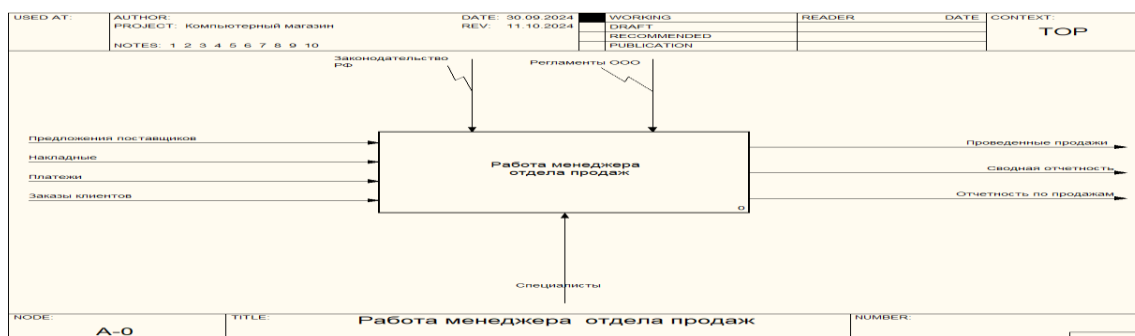 USED AT:
AUTHOR:
DATE: 30.09.2024
WORKING
READER
DATE
CONTEXT:
PROJECT: Компьютерный магазин
REV: 11.10.2024
DRAFT
TOP
RECOMMENDED
NOTES: 1 2 3 4 5 6 7 8 9 10
PUBLICATION
Законодательство
РФ
Регламенты ООО
Предложения поставщиков
Накладные
Платежи
Заказы клиентов
Работа менеджера
отдела продаж
0
Проведенные продажи
Сводная отчетность
Отчетность по продажам
Специалисты
NODE:
A-0
TITLE:
Работа менеджера отдела продаж
NUMBER: